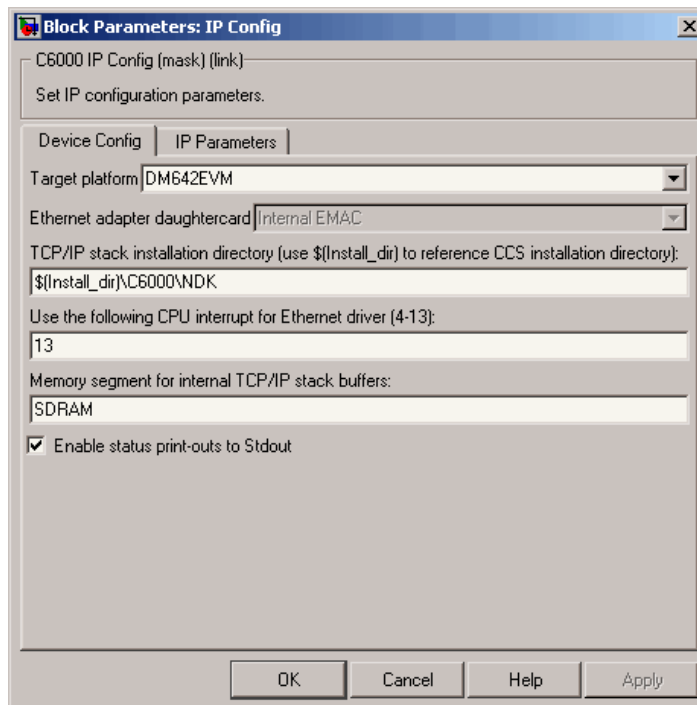 Block Parameters: IP Config
C6000 IP Config (mask) (link)
Set IP configuration parameters.
Device Config IP Parameters
Target platform DM642EVM
Ethernet adapter daughtercard Internal EMAC
TCP/IP stack installation directory (use $(Install_dir) to reference CCS installation directory):
$(Install_dir)\C6000\NDK
Use the following CPU interrupt for Ethernet driver (4-13):
13
Memory segment for internal TCP/IP stack buffers:
SDRAM
Enable status print-outs to Stdout
OK Cancel Help Apply